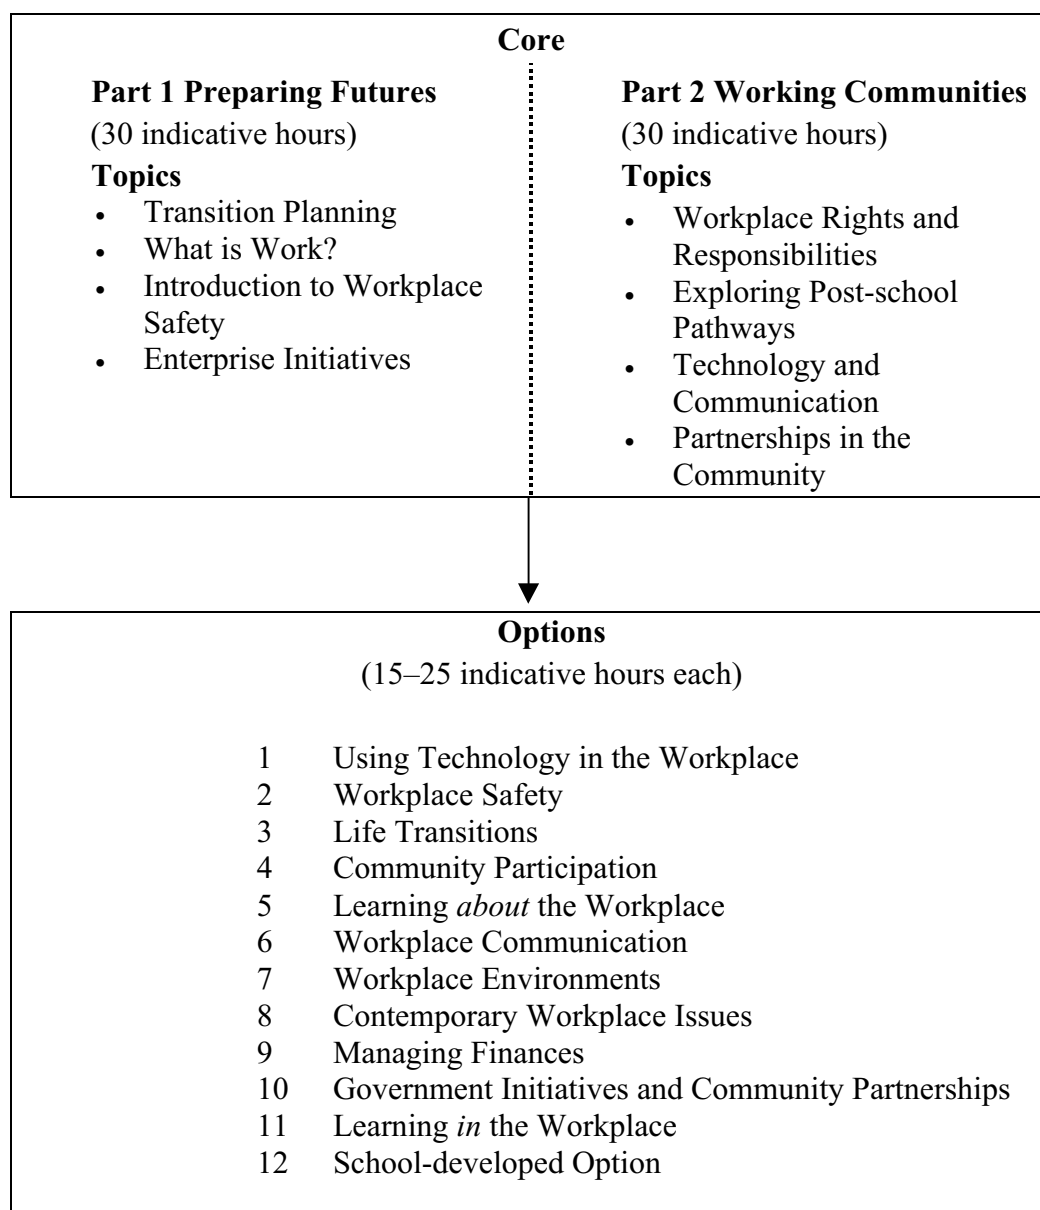 Core
Part 1 Preparing Futures
(30 indicative hours)
Topics
• Transition Planning
• What is Work?
• Introduction to Workplace
Safety
• Enterprise Initiatives
Part 2 Working Communities
(30 indicative hours)
Topics
• Workplace Rights and
Responsibilities
• Exploring Post-school
Pathways
• Technology and
Communication
• Partnerships in the
Community
Options
(15–25 indicative hours each)
1 Using Technology in the Workplace
2 Workplace Safety
3 Life Transitions
4 Community Participation
5 Learning about the Workplace
6 Workplace Communication
7 Workplace Environments
8 Contemporary Workplace Issues
9 Managing Finances
10 Government Initiatives and Community Partnerships
11 Learning in the Workplace
12 School-developed Option